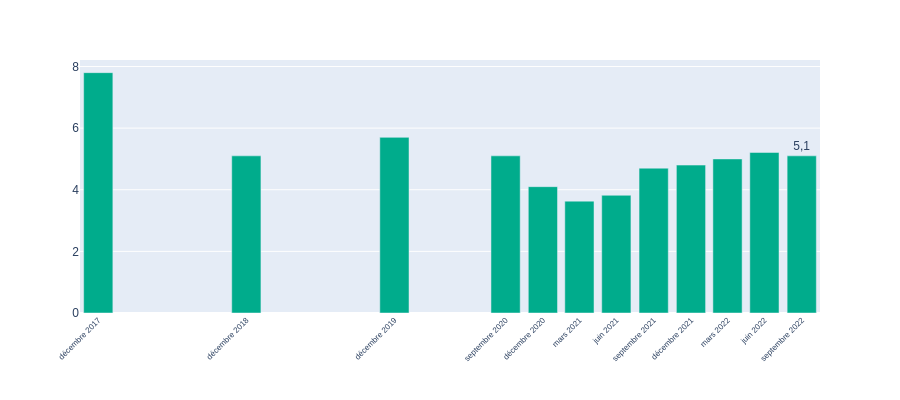 8
6
4
2
0
5,1
décembre 2017
décembre 2018
décembre 2019
septembre 2020
décembre 2020
mars 2021
juin 2021
septembre 2021
décembre 2021
mars 2022
juin 2022
septembre 2022